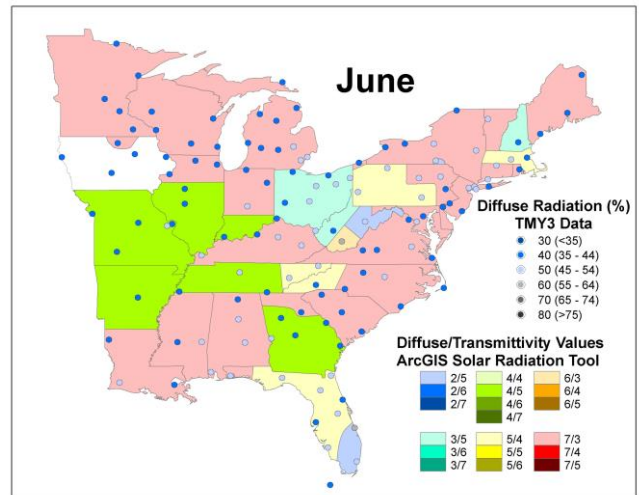 June
Diffuse Radiation (%)
TMY3 Data
30 (<35)
40 (35 - 44)
50 (45 - 54)
60 (55 - 64)
70 (65 - 74)
80 (>75)
Diffuse/Transmittivity Values
ArcGIS Solar Radiation Tool
2/5 4/4 6/3
2/6 4/5 6/4
2/7 4/6 6/5
4/7
3/5 5/4 7/3
3/6 5/5 7/4
3/7 5/6 7/5